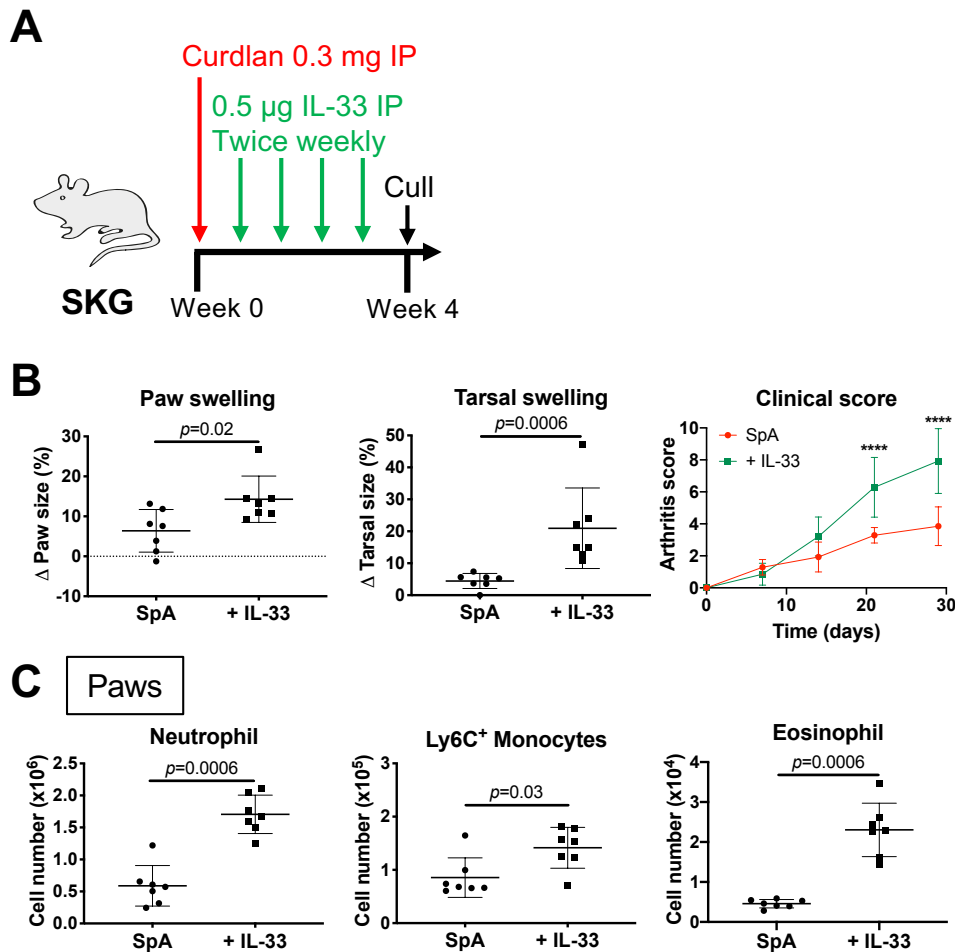 A
Curdlan 0.3 mg IP
0.5 µg IL-33 IP
Twice weekly
Cull
SKG
Week 0
Week 4
B
Paw swelling
p=0.02
30
20
10
0
-10
Δ Paw size (%)
SpA
+ IL-33
Tarsal swelling
p=0.0006
50
40
30
20
10
0
Δ Tarsal size (%)
SpA
+ IL-33
Clinical score
SpA
+ IL-33
****
****
10
8
6
4
2
0
Arthritis score
0
10
20
30
Time (days)
C
Paws
Neutrophil
p=0.0006
2.5
2.0
1.5
1.0
0.5
0.0
Cell number (x10⁶)
SpA
+ IL-33
Ly6C⁺ Monocytes
p=0.03
3
2
1
0
Cell number (x10⁵)
SpA
+ IL-33
Eosinophil
p=0.0006
4
3
2
1
0
Cell number (x10⁴)
SpA
+ IL-33